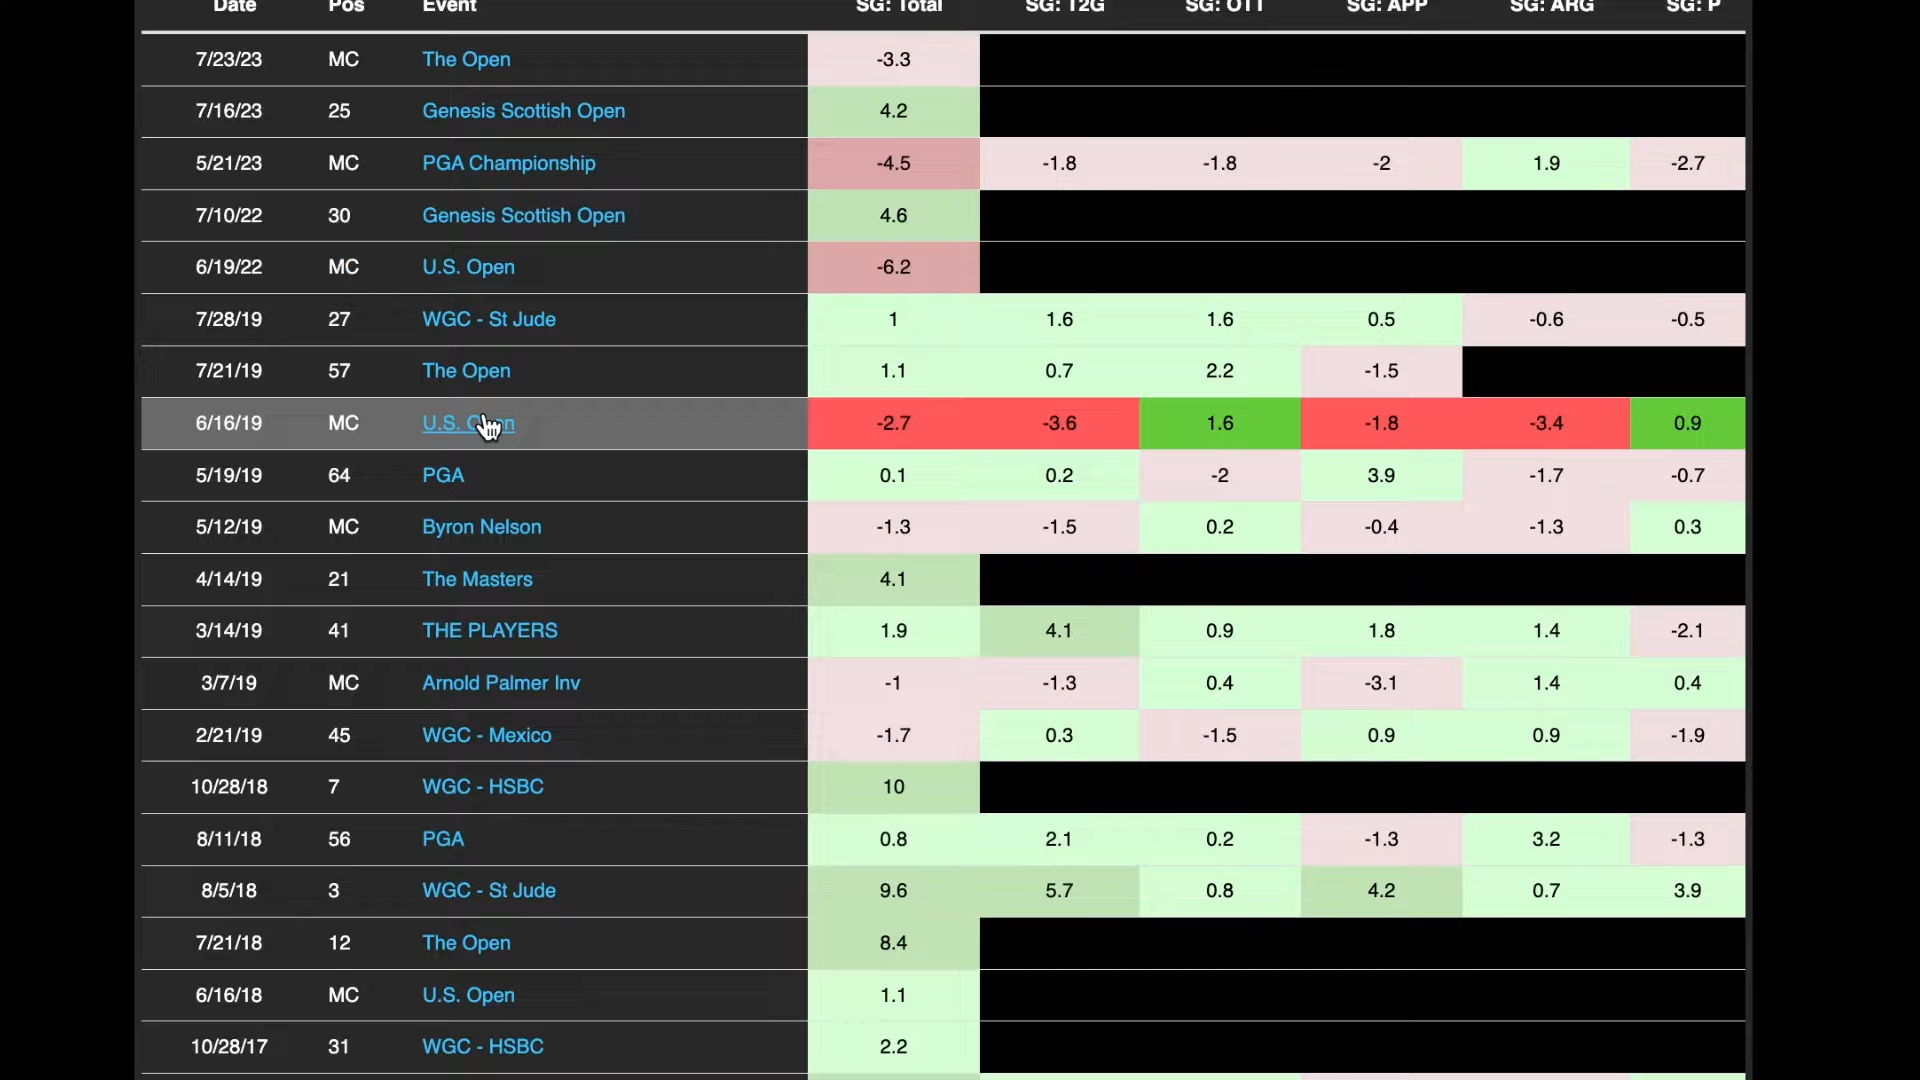 Date Pos Event SG: Total SG: T2G SG: OTT SG: APP SG: ARG SG: P
7/23/23 MC The Open -3.3
7/16/23 25 Genesis Scottish Open 4.2
5/21/23 MC PGA Championship -4.5 -1.8 -1.8 -2 1.9 -2.7
7/10/22 30 Genesis Scottish Open 4.6
6/19/22 MC U.S. Open -6.2
7/28/19 27 WGC - St Jude 1 1.6 1.6 0.5 -0.6 -0.5
7/21/19 57 The Open 1.1 0.7 2.2 -1.5
6/16/19 MC U.S. Open -2.7 -3.6 1.6 -1.8 -3.4 0.9
5/19/19 64 PGA 0.1 0.2 -2 3.9 -1.7 -0.7
5/12/19 MC Byron Nelson -1.3 -1.5 0.2 -0.4 -1.3 0.3
4/14/19 21 The Masters 4.1
3/14/19 41 THE PLAYERS 1.9 4.1 0.9 1.8 1.4 -2.1
3/7/19 MC Arnold Palmer Inv -1 -1.3 0.4 -3.1 1.4 0.4
2/21/19 45 WGC - Mexico -1.7 0.3 -1.5 0.9 0.9 -1.9
10/28/18 7 WGC - HSBC 10
8/11/18 56 PGA 0.8 2.1 0.2 -1.3 3.2 -1.3
8/5/18 3 WGC - St Jude 9.6 5.7 0.8 4.2 0.7 3.9
7/21/18 12 The Open 8.4
6/16/18 MC U.S. Open 1.1
10/28/17 31 WGC - HSBC 2.2